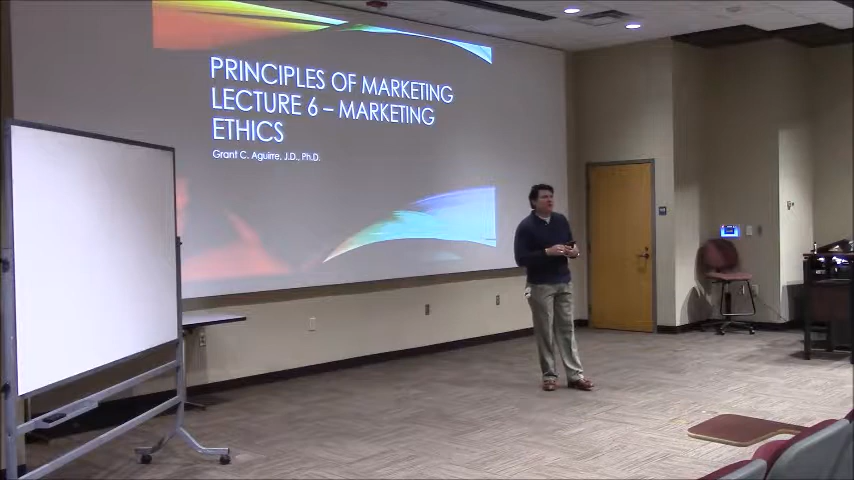 PRINCIPLES OF MARKETING
LECTURE 6 – MARKETING
ETHICS
Grant C. Aguirre, J.D., Ph.D.